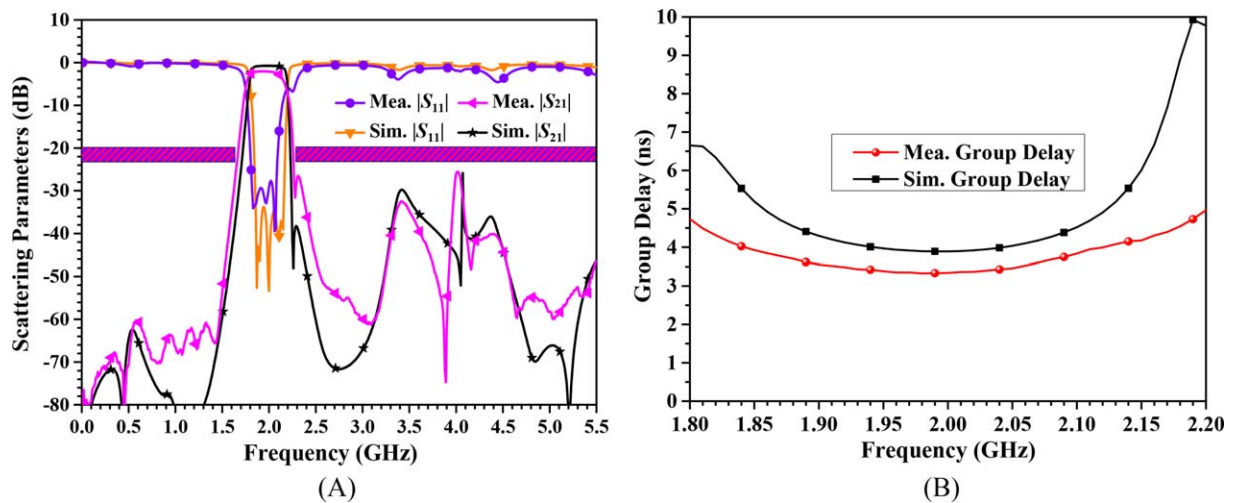 Scattering Parameters (dB)
10
0
-10
-20
-30
-40
-50
-60
-70
-80
Mea. |S11| Mea. |S21|
Sim. |S11| Sim. |S21|
0.0 0.5 1.0 1.5 2.0 2.5 3.0 3.5 4.0 4.5 5.0 5.5
Frequency (GHz)
(A)
Group Delay (ns)
10
9
8
7
6
5
4
3
2
1
0
Mea. Group Delay
Sim. Group Delay
1.80 1.85 1.90 1.95 2.00 2.05 2.10 2.15 2.20
Frequency (GHz)
(B)